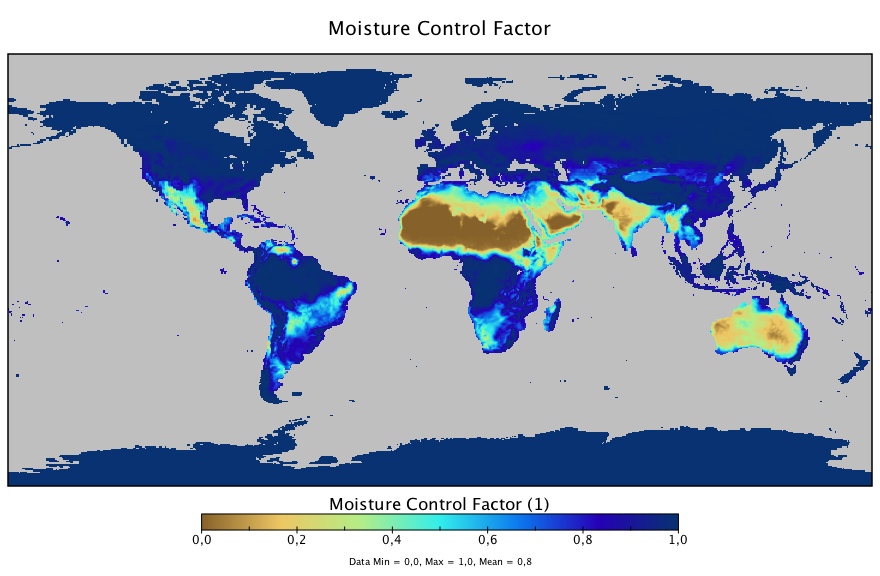 Moisture Control Factor
Moisture Control Factor (1)
0,0 0,2 0,4 0,6 0,8 1,0
Data Min = 0,0, Max = 1,0, Mean = 0,8